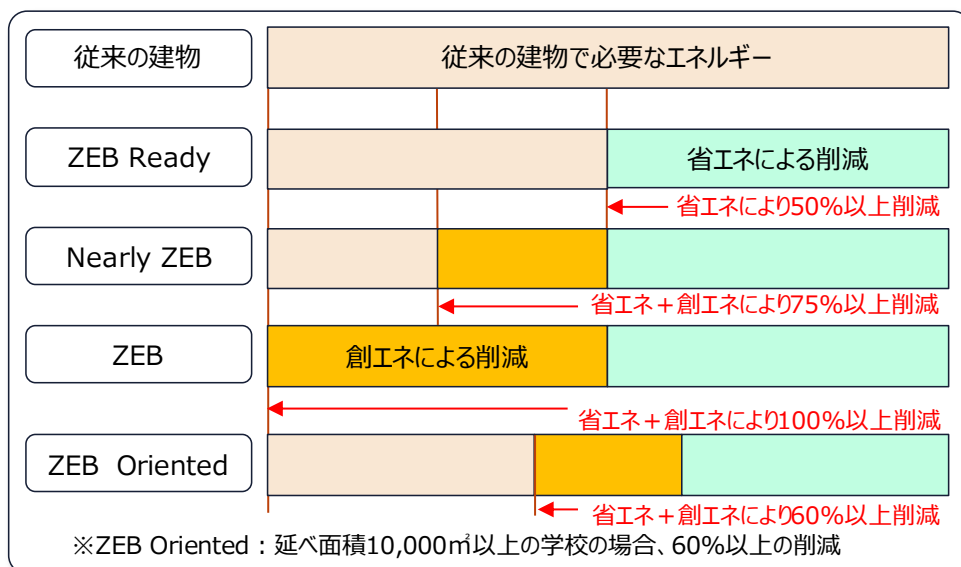 従来の建物
従来の建物で必要なエネルギー
ZEB Ready
省エネによる削減
省エネにより50%以上削減
Nearly ZEB
省エネ+創エネにより75%以上削減
ZEB
創エネによる削減
省エネ+創エネにより100%以上削減
ZEB Oriented
省エネ+創エネにより60%以上削減
※ZEB Oriented:延べ面積10,000㎡以上の学校の場合、60%以上の削減